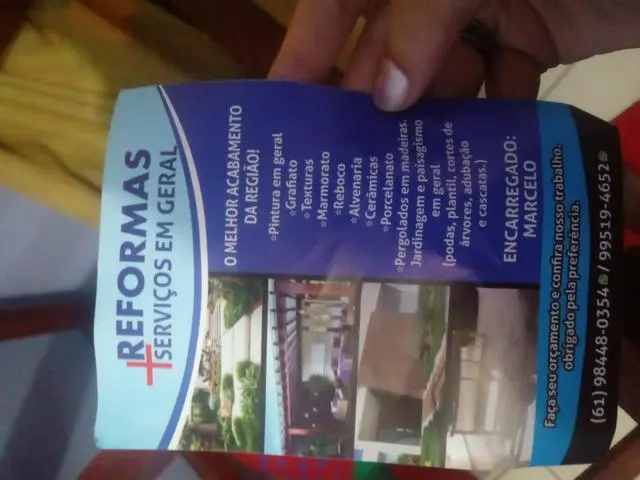 REFORMAS
+SERVIÇOS EM GERAL
O MELHOR ACABAMENTO
DA REGIÃO!
☆Pintura em geral
☆Grafiato
☆Texturas
☆Marmorato
☆Reboco
☆Alvenaria
☆Cerâmicas
☆Porcelanato
☆Pergolados em madeiras.
Jardinagem e paisagismo
em geral
(podas, plantil, cortes de
árvores, adubação
e cascatas.)
ENCARREGADO:
MARCELO
Faça seu orçamento e confira nosso trabalho.
obrigado pela preferência.
(61) 98448-0354 / 99519-4652